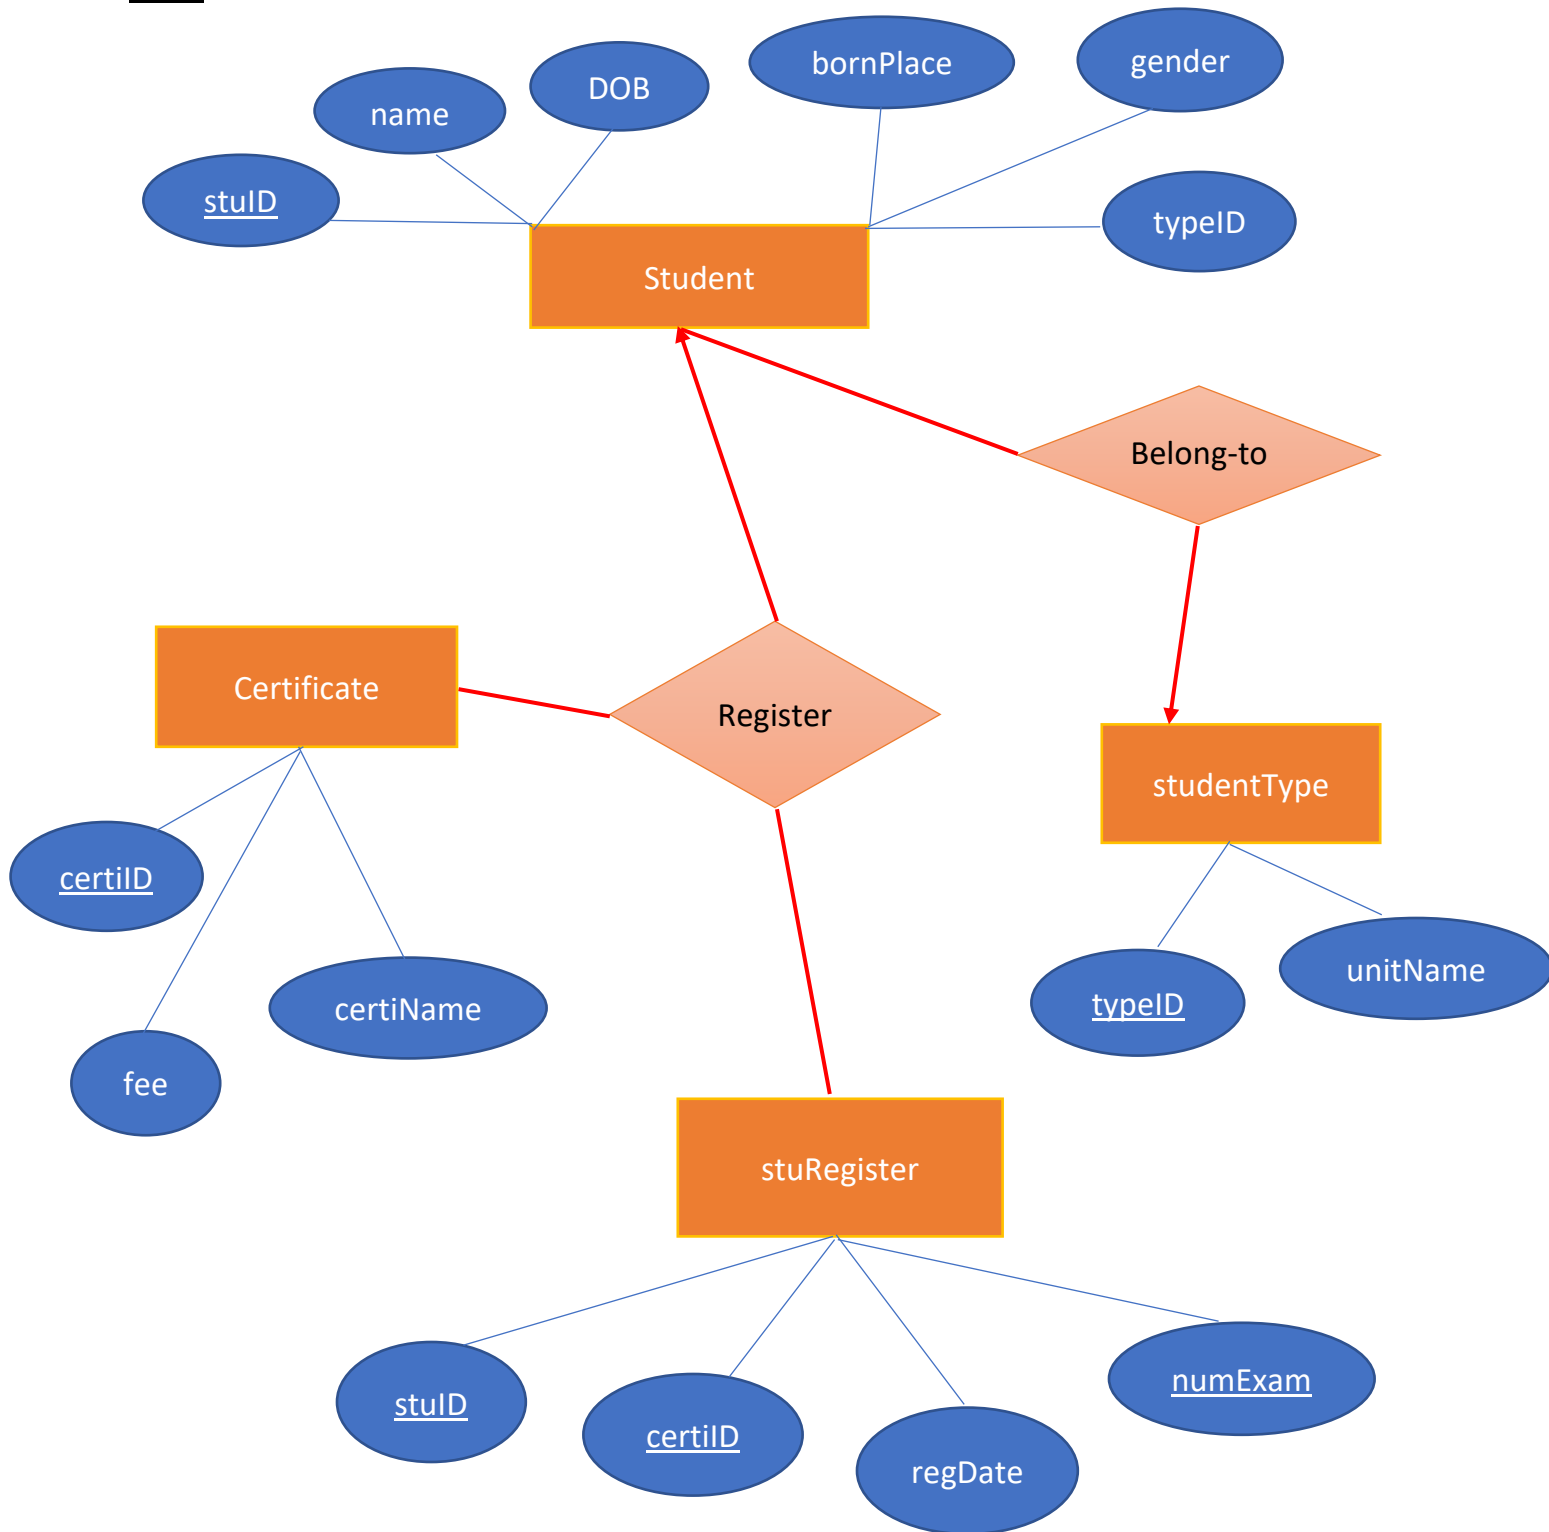 bornPlace
gender
DOB
name
stuID
typeID
Student
Belong-to
Certificate
Register
studentType
certiID
unitName
typeID
certiName
fee
stuRegister
numExam
stuID
certiID
regDate